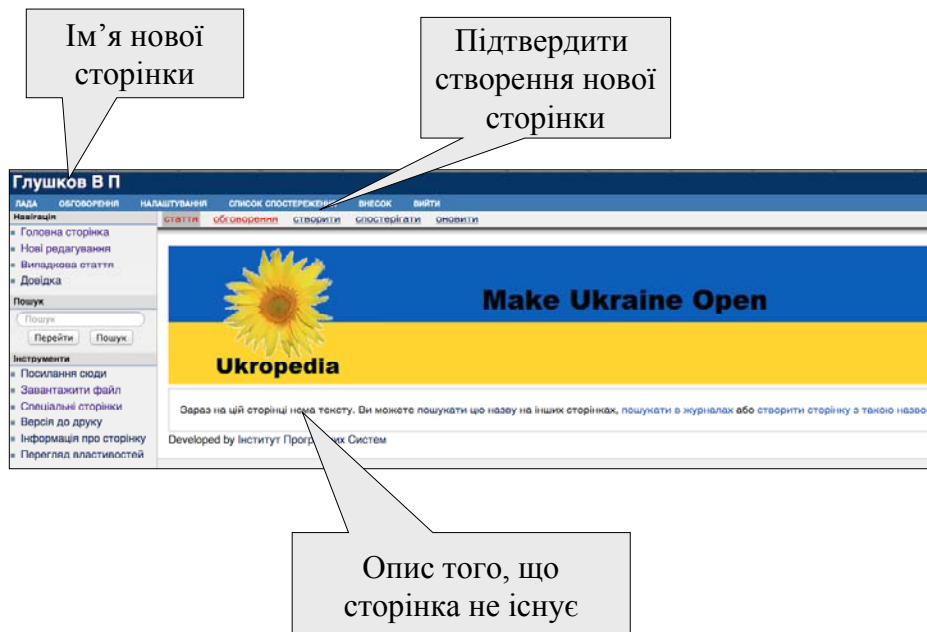 Ім’я нової
сторінки
Підтвердити
створення нової
сторінки
Глушков В П
ЛАДА ОБГОВОРЕННЯ НАЛАШТУВАННЯ СПИСОК СПОСТЕРЕЖЕННЯ ВНЕСОК ВИЙТИ
Навігація
стаття обговорення створити спостерігати оновити
Головна сторінка
Нові редагування
Випадкова стаття
Довідка
Make Ukraine Open
Ukropedia
Пошук
Пошук
Перейти Пошук
Інструменти
Посилання сюди
Завантажити файл
Спеціальні сторінки
Версія до друку
Інформація про сторінку
Перегляд властивостей
Зараз на цій сторінці нема тексту. Ви можете пошукати цю назву на інших сторінках, пошукати в журналах або створити сторінку з такою назво
Developed by Інститут Програмних Систем
Опис того, що
сторінка не існує